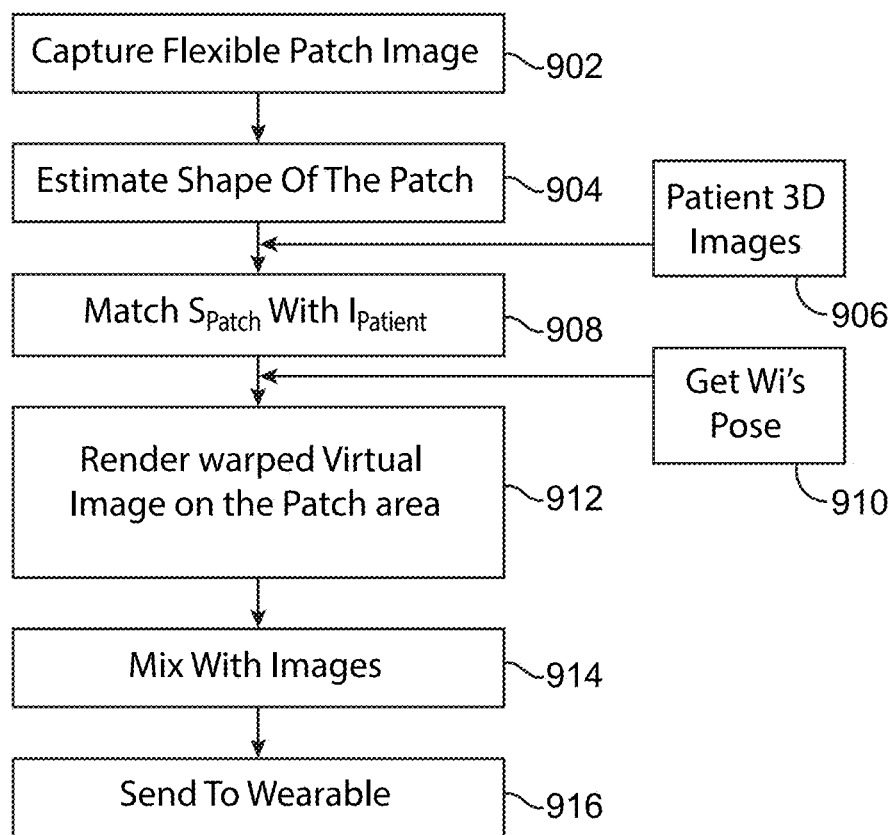 Capture Flexible Patch Image
902
Estimate Shape Of The Patch
904
Patient 3D
Images
906
Match SPatch With IPatient
908
Get Wi's
Pose
910
Render warped Virtual
Image on the Patch area
912
Mix With Images
914
Send To Wearable
916